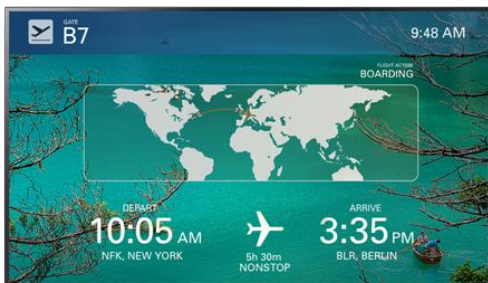 GATE
B7
9:48 AM
FLIGHT ACTION
BOARDING
DEPART
10:05 AM
NFK, NEW YORK
5h 30m
NONSTOP
ARRIVE
3:35 PM
BLR, BERLIN